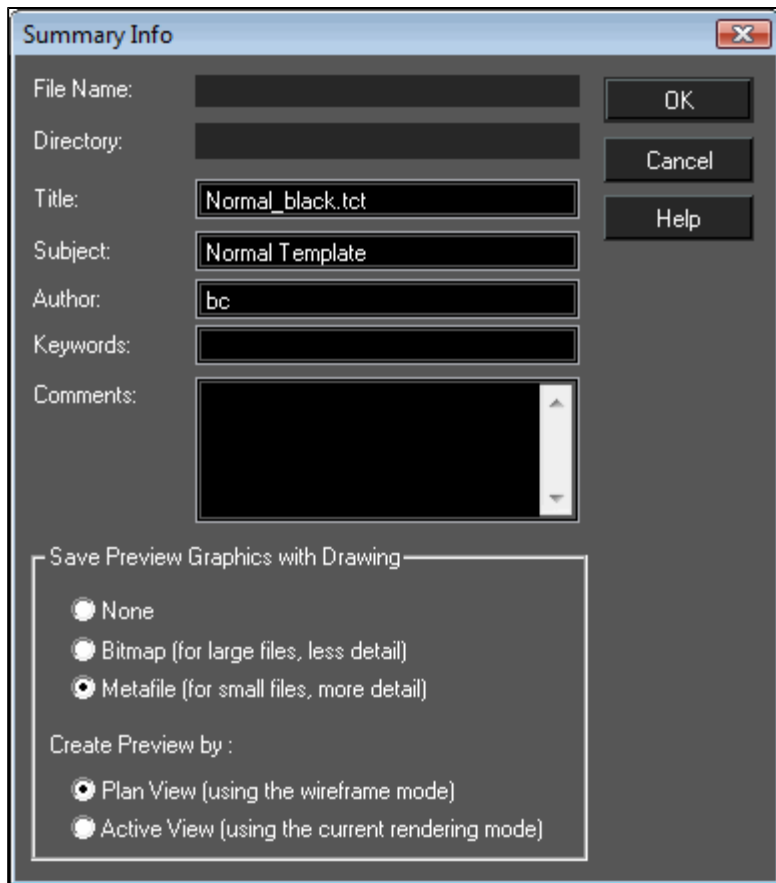 Summary Info
File Name:
OK
Directory:
Cancel
Title: Normal_black.tct
Help
Subject: Normal Template
Author: bc
Keywords:
Comments:
Save Preview Graphics with Drawing
None
Bitmap (for large files, less detail)
Metafile (for small files, more detail)
Create Preview by :
Plan View (using the wireframe mode)
Active View (using the current rendering mode)